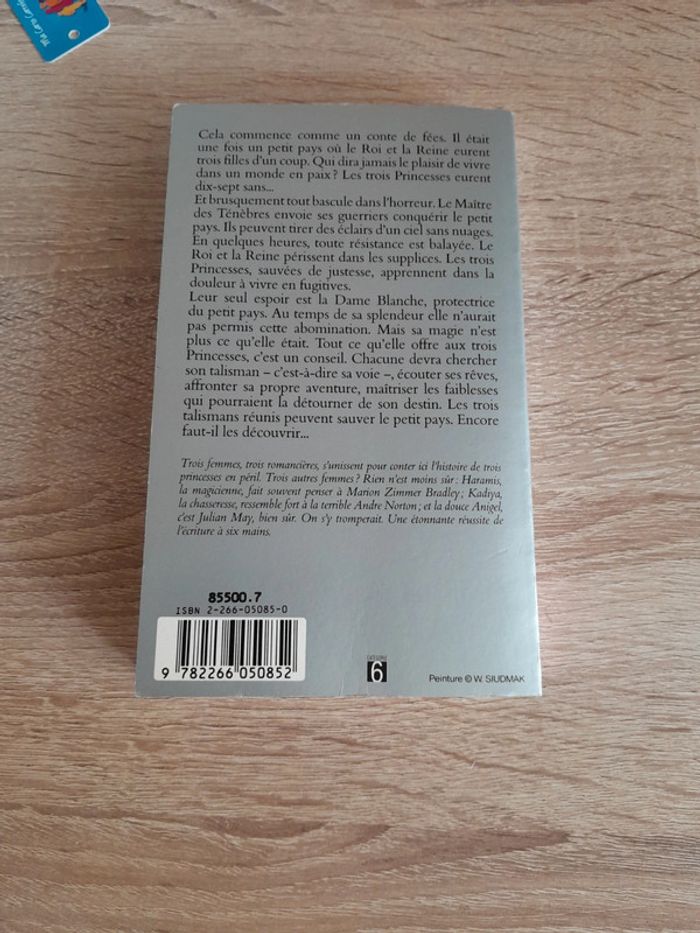 Cela commence comme un conte de fées. Il était
une fois un petit pays où le Roi et la Reine eurent
trois filles d'un coup. Qui dira jamais le plaisir de vivre
dans un monde en paix? Les trois Princesses eurent
dix-sept sans...
Et brusquement tout bascule dans l'horreur. Le Maître
des Ténèbres envoie ses guerriers conquérir le petit
pays. Ils peuvent tirer des éclairs d'un ciel sans nuages.
En quelques heures, toute résistance est balayée. Le
Roi et la Reine périssent dans les supplices. Les trois
Princesses, sauvées de justesse, apprennent dans la
douleur à vivre en fugitives.
Leur seul espoir est la Dame Blanche, protectrice
du petit pays. Au temps de sa splendeur elle n'aurait
pas permis cette abomination. Mais sa magie n'est
plus ce qu'elle était. Tout ce qu'elle offre aux trois
Princesses, c'est un conseil. Chacune devra chercher
son talisman – c'est-à-dire sa voie –, écouter ses rêves,
affronter sa propre aventure, maîtriser les faiblesses
qui pourraient la détourner de son destin. Les trois
talismans réunis peuvent sauver le petit pays. Encore
faut-il les découvrir...
Trois femmes, trois romancières, s'unissent pour conter ici l'histoire de trois
princesses en péril. Trois autres femmes? Rien n'est moins sûr: Haramis,
la magicienne, fait souvent penser à Marion Zimmer Bradley; Kadiya,
la chasseresse, ressemble fort à la terrible Andre Norton; et la douce Anigel,
c'est Julian May, bien sûr. On s'y tromperait. Une étonnante réussite de
l'écriture à six mains.
85500.7
ISBN 2-266-05085-0
9 782266 050852
6
Peinture © W. SIUDMAK